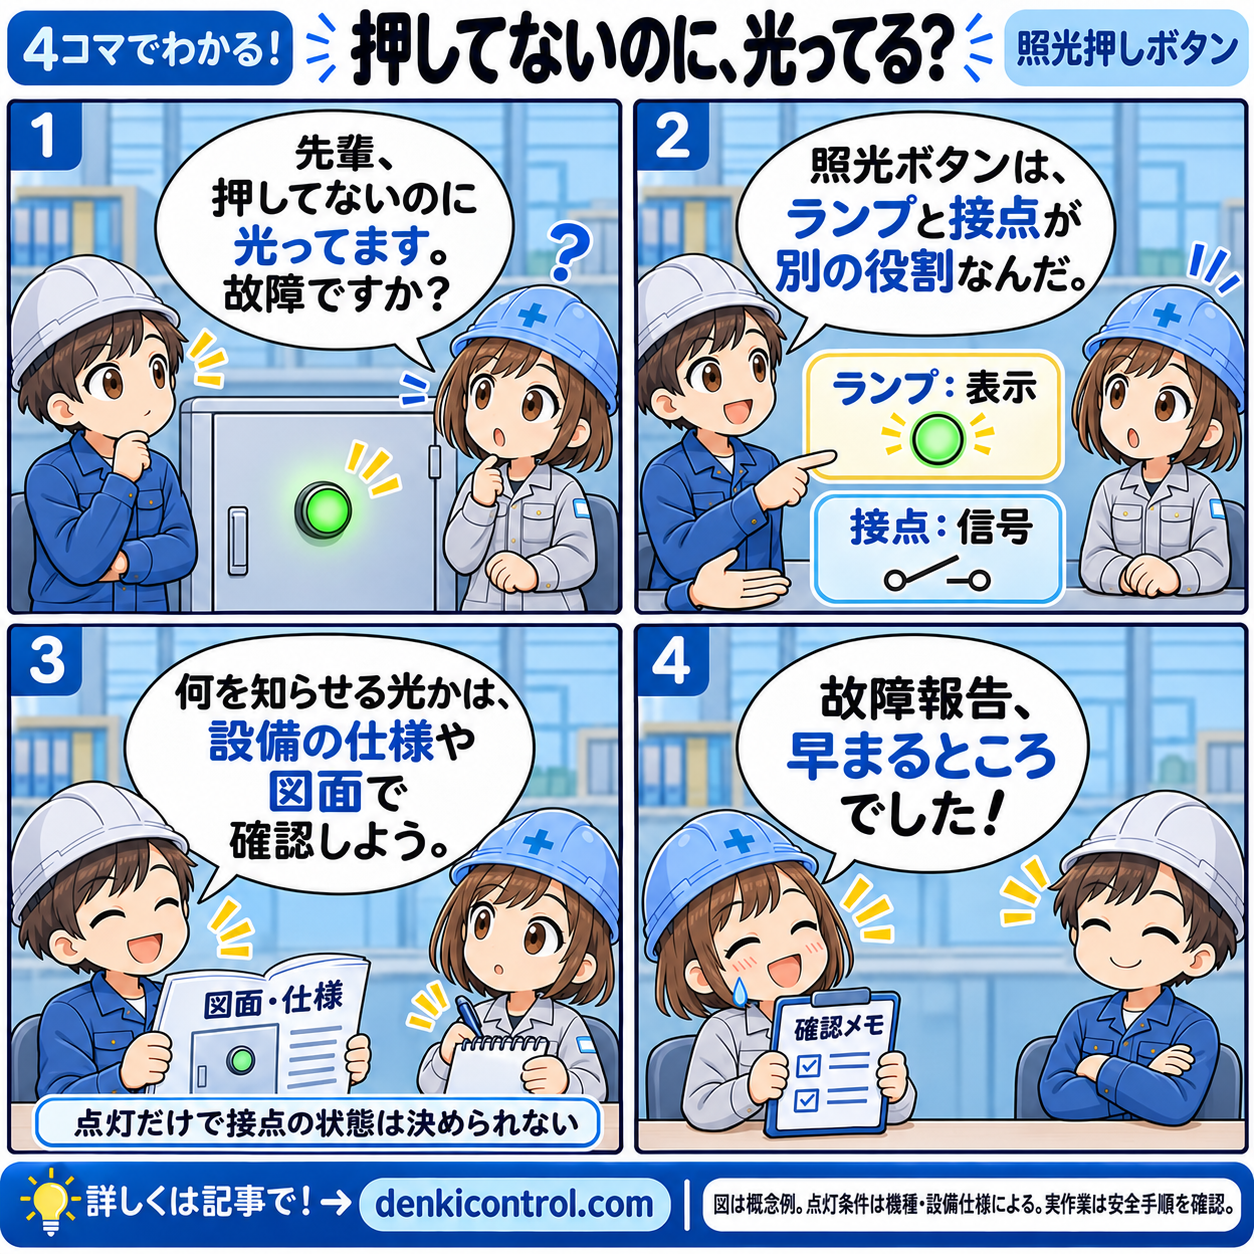 4コマでわかる！
押してないのに、光ってる？
照光押しボタン
1
先輩、
押してないのに
光ってます。
故障ですか？
?
2
照光ボタンは、
ランプと接点が
別の役割なんだ。
ランプ：表示
接点：信号
3
何を知らせる光かは、
設備の仕様や
図面で
確認しよう。
図面・仕様
点灯だけで接点の状態は決められない
4
故障報告、
早まるところ
でした！
確認メモ
詳しくは記事で！→
denkicontrol.com
図は概念例。点灯条件は機種・設備仕様による。実作業は安全手順を確認。